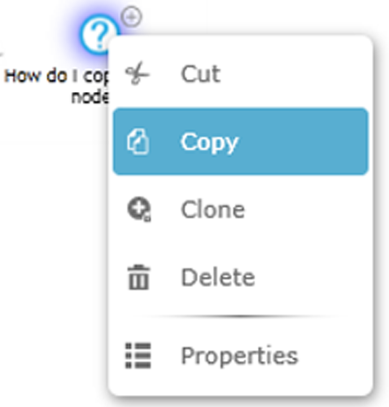 How do I cop
node
Cut
Copy
Clone
Delete
Properties